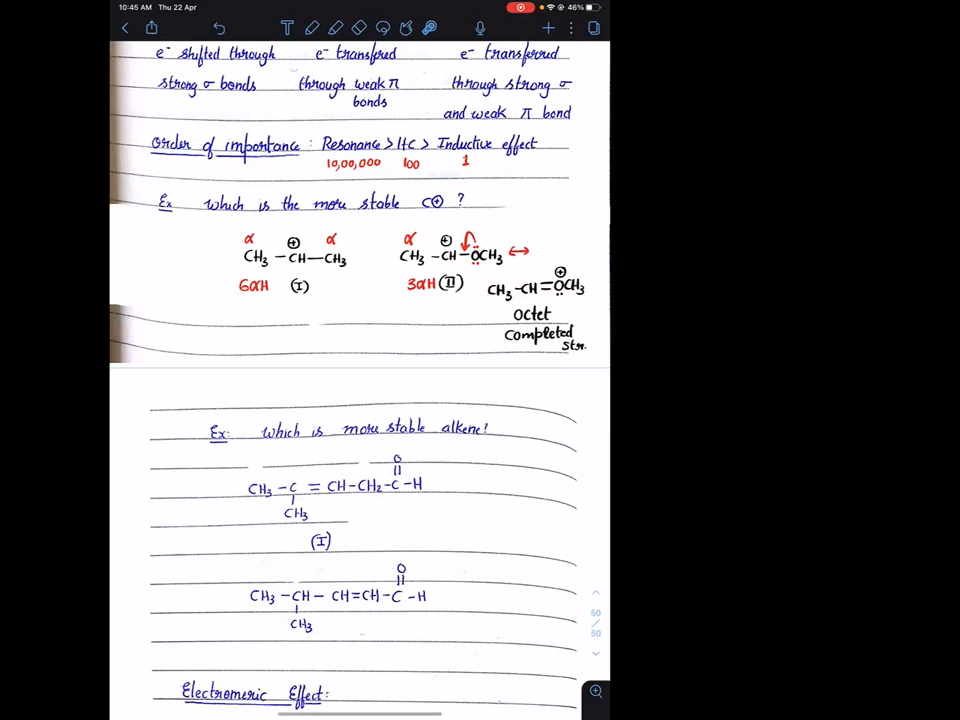 10:45 AM Thu 22 Apr
46%
e⁻ shifted through e⁻ transfered e⁻ transferred
strong σ bonds through weak π through strong σ
bonds and weak π bond
Order of importance : Resonance > H·C > Inductive effect
10,00,000 100 1
Ex Which is the more stable C⊕ ?
α ⊕ α α ⊕
CH₃ - CH - CH₃ CH₃ - CH - ÖCH₃ ↔
6αH (I) 3αH (II) CH₃ - CH = OCH₃ ⊕
Octet
Completed
Str.
Ex: Which is more stable alkene?
O
||
CH₃ - C = CH - CH₂ - C - H
|
CH₃
(I)
O
||
CH₃ - CH - CH = CH - C - H
|
CH₃
50
/
50
Electromeric Effect: